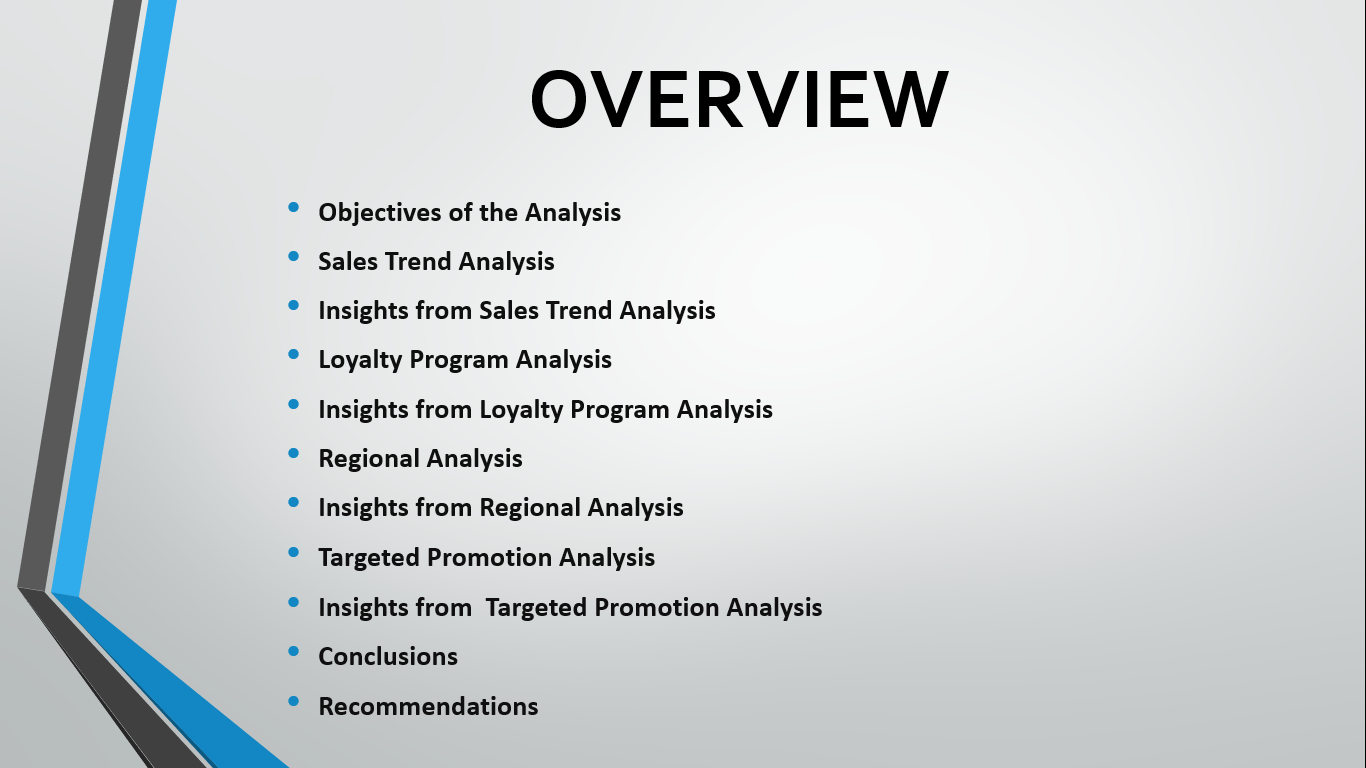 OVERVIEW
Objectives of the Analysis
Sales Trend Analysis
Insights from Sales Trend Analysis
Loyalty Program Analysis
Insights from Loyalty Program Analysis
Regional Analysis
Insights from Regional Analysis
Targeted Promotion Analysis
Insights from  Targeted Promotion Analysis
Conclusions
Recommendations